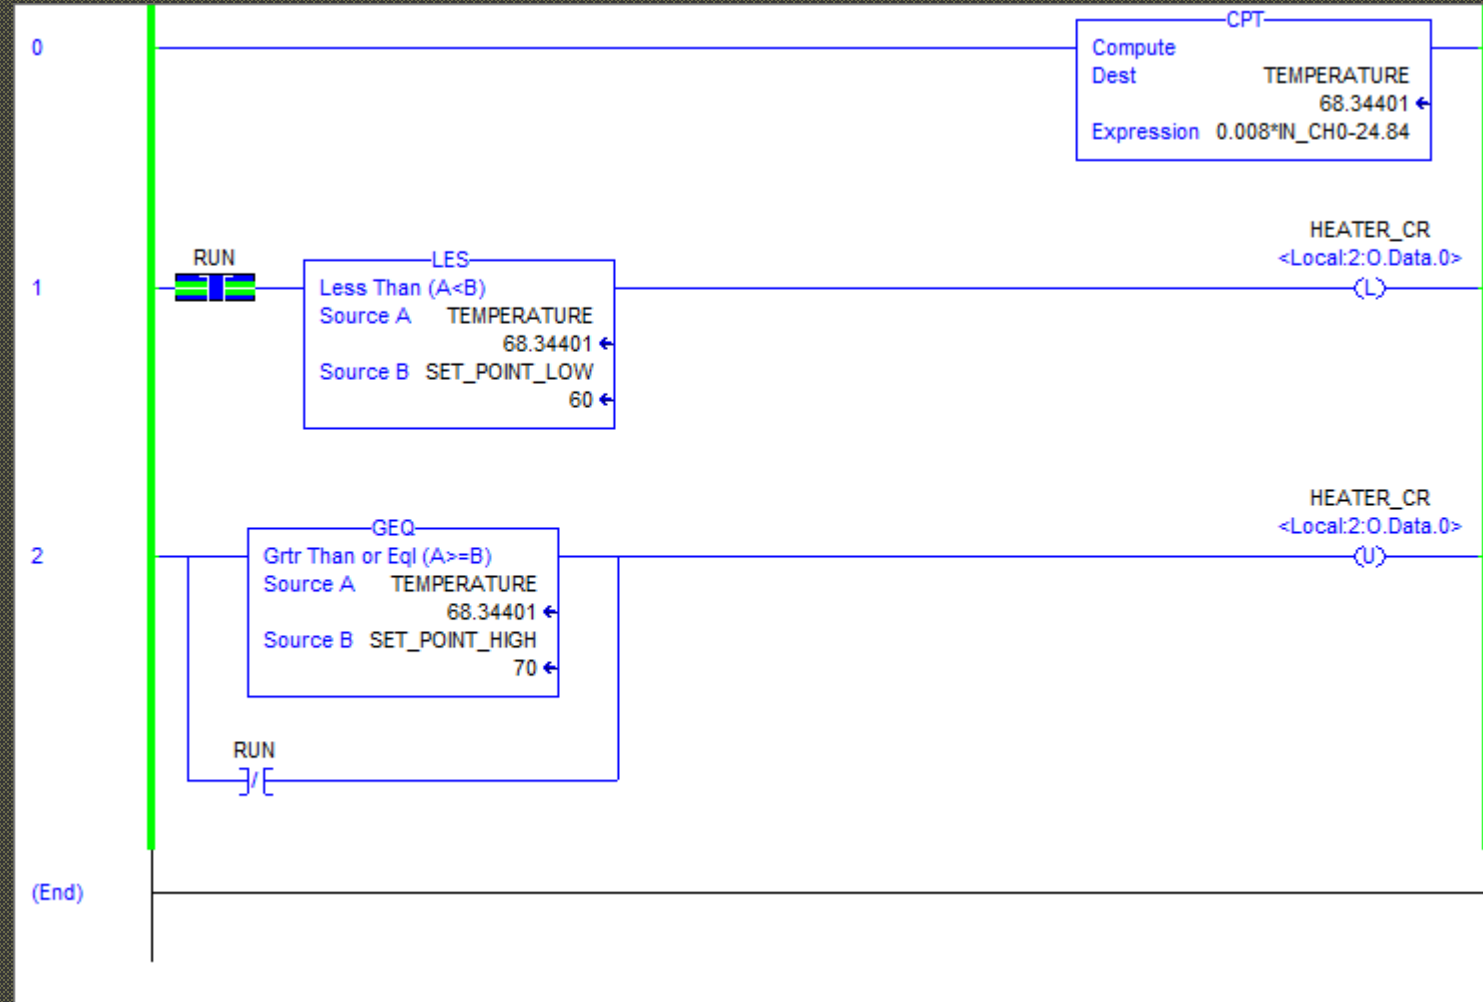 CPT
0
Compute
Dest TEMPERATURE
68.34401
Expression 0.008*IN_CH0-24.84
HEATER_CR
<Local:2:O.Data.0>
RUN
LES
1
Less Than (A<B)
L
Source A TEMPERATURE
68.34401
Source B SET_POINT_LOW
60
HEATER_CR
<Local:2:O.Data.0>
GEQ
2
Grtr Than or Eql (A>=B)
U
Source A TEMPERATURE
68.34401
Source B SET_POINT_HIGH
70
RUN
/
(End)